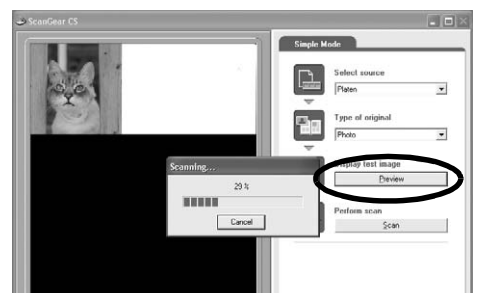 ScanGear CS
Simple Mode
Select source
Platen
Type of original
Photo
Display test image
Preview
Scanning...
29 %
Cancel
Perform scan
Scan